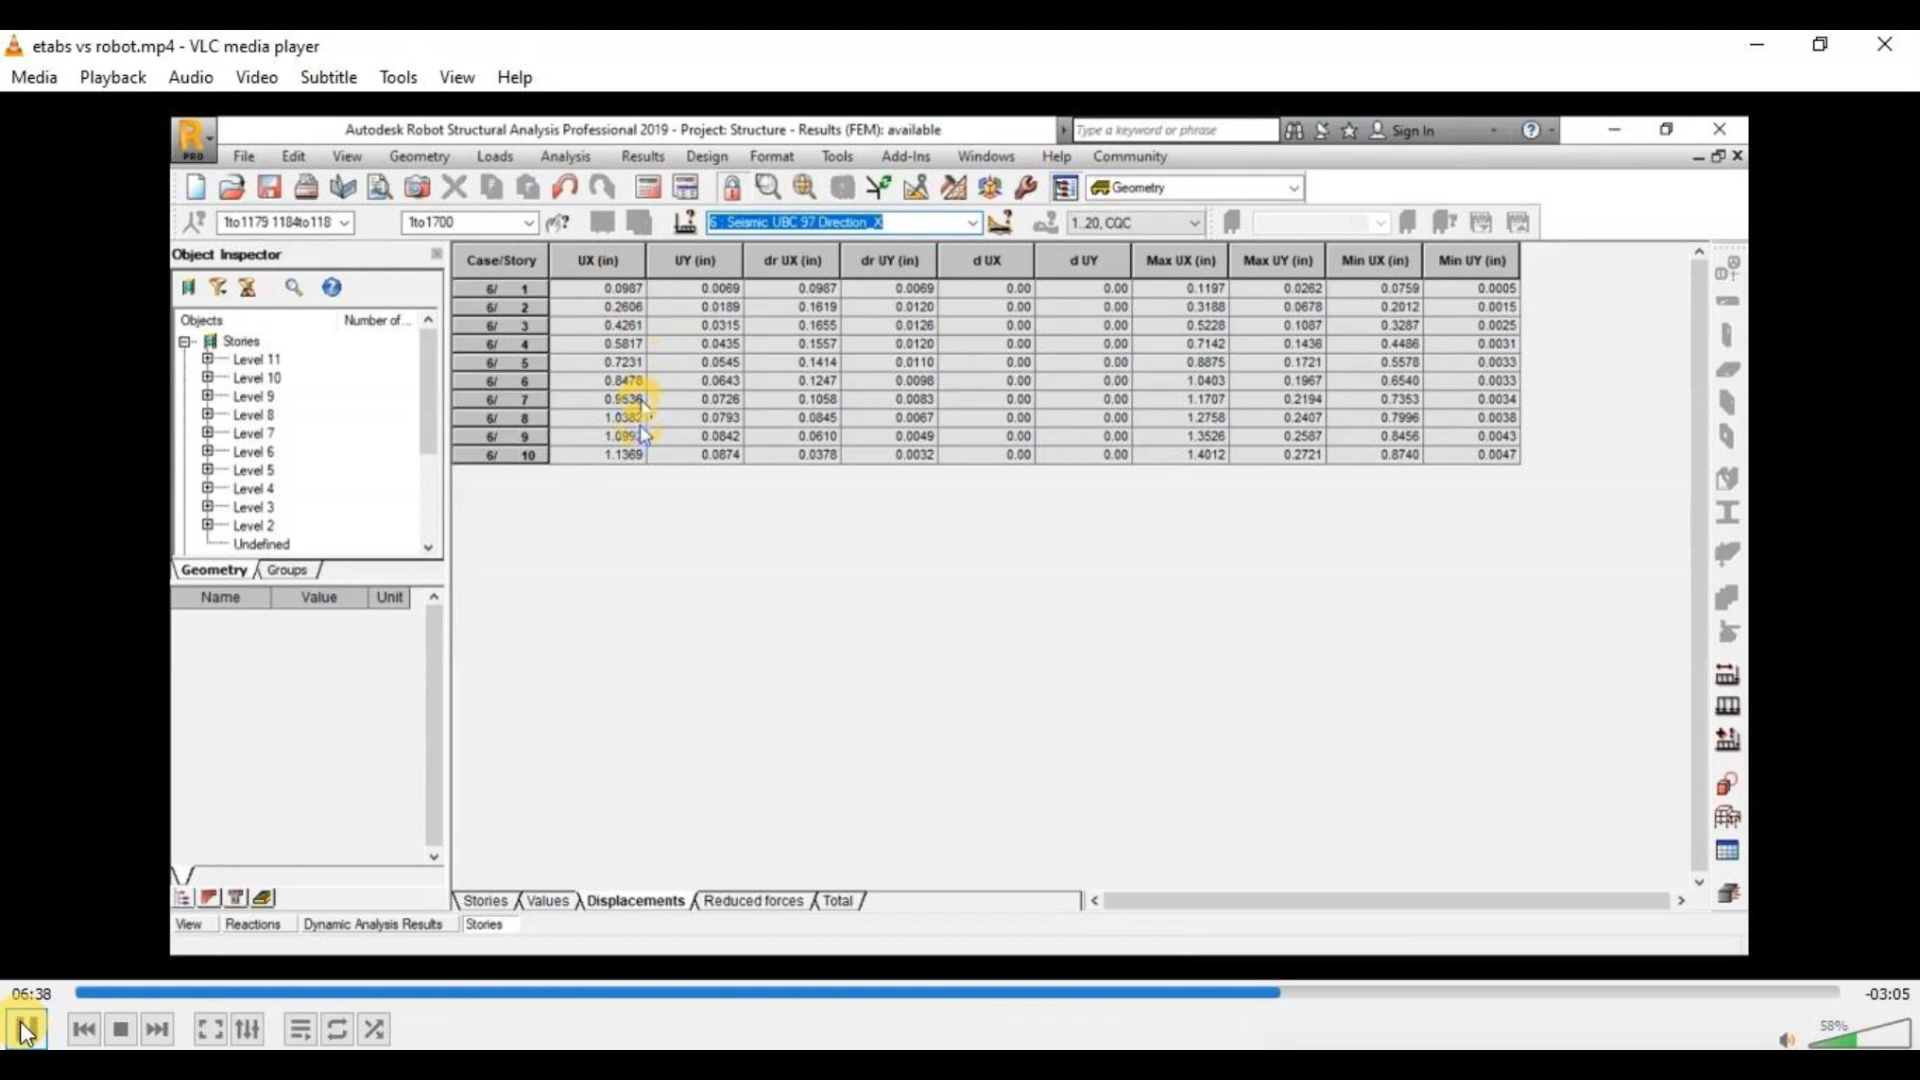 etabs vs robot.mp4 - VLC media player
Media Playback Audio Video Subtitle Tools View Help
Autodesk Robot Structural Analysis Professional 2019 - Project: Structure - Results (FEM): available
Type a keyword or phrase
Sign In
PRO
File Edit View Geometry Loads Analysis Results Design Format Tools Add-Ins Windows Help Community
Geometry
1to1179 1184to118
1to1700
6 : Seismic UBC 97 Direction_X
1..20, CQC
Object Inspector
Objects Number of...
Stories
Level 11
Level 10
Level 9
Level 8
Level 7
Level 6
Level 5
Level 4
Level 3
Level 2
Undefined
Geometry Groups
Name Value Unit
Case/Story UX (in) UY (in) dr UX (in) dr UY (in) d UX d UY Max UX (in) Max UY (in) Min UX (in) Min UY (in)
6/ 1 0.0987 0.0069 0.0987 0.0069 0.00 0.00 0.1197 0.0262 0.0759 0.0005
6/ 2 0.2606 0.0189 0.1619 0.0120 0.00 0.00 0.3188 0.0678 0.2012 0.0015
6/ 3 0.4261 0.0315 0.1655 0.0126 0.00 0.00 0.5228 0.1087 0.3287 0.0025
6/ 4 0.5817 0.0435 0.1557 0.0120 0.00 0.00 0.7142 0.1436 0.4486 0.0031
6/ 5 0.7231 0.0545 0.1414 0.0110 0.00 0.00 0.8875 0.1721 0.5578 0.0033
6/ 6 0.8478 0.0643 0.1247 0.0098 0.00 0.00 1.0403 0.1967 0.6540 0.0033
6/ 7 0.0726 0.1058 0.0083 0.00 0.00 1.1707 0.2194 0.7353 0.0034
6/ 8 0.0793 0.0845 0.0067 0.00 0.00 1.2758 0.2407 0.7996 0.0038
6/ 9 0.0842 0.0610 0.0049 0.00 0.00 1.3526 0.2587 0.8456 0.0043
6/ 10 1.1369 0.0874 0.0378 0.0032 0.00 0.00 1.4012 0.2721 0.8740 0.0047
Stories Values Displacements Reduced forces Total
View Reactions Dynamic Analysis Results Stories
06:38
-03:05
58%